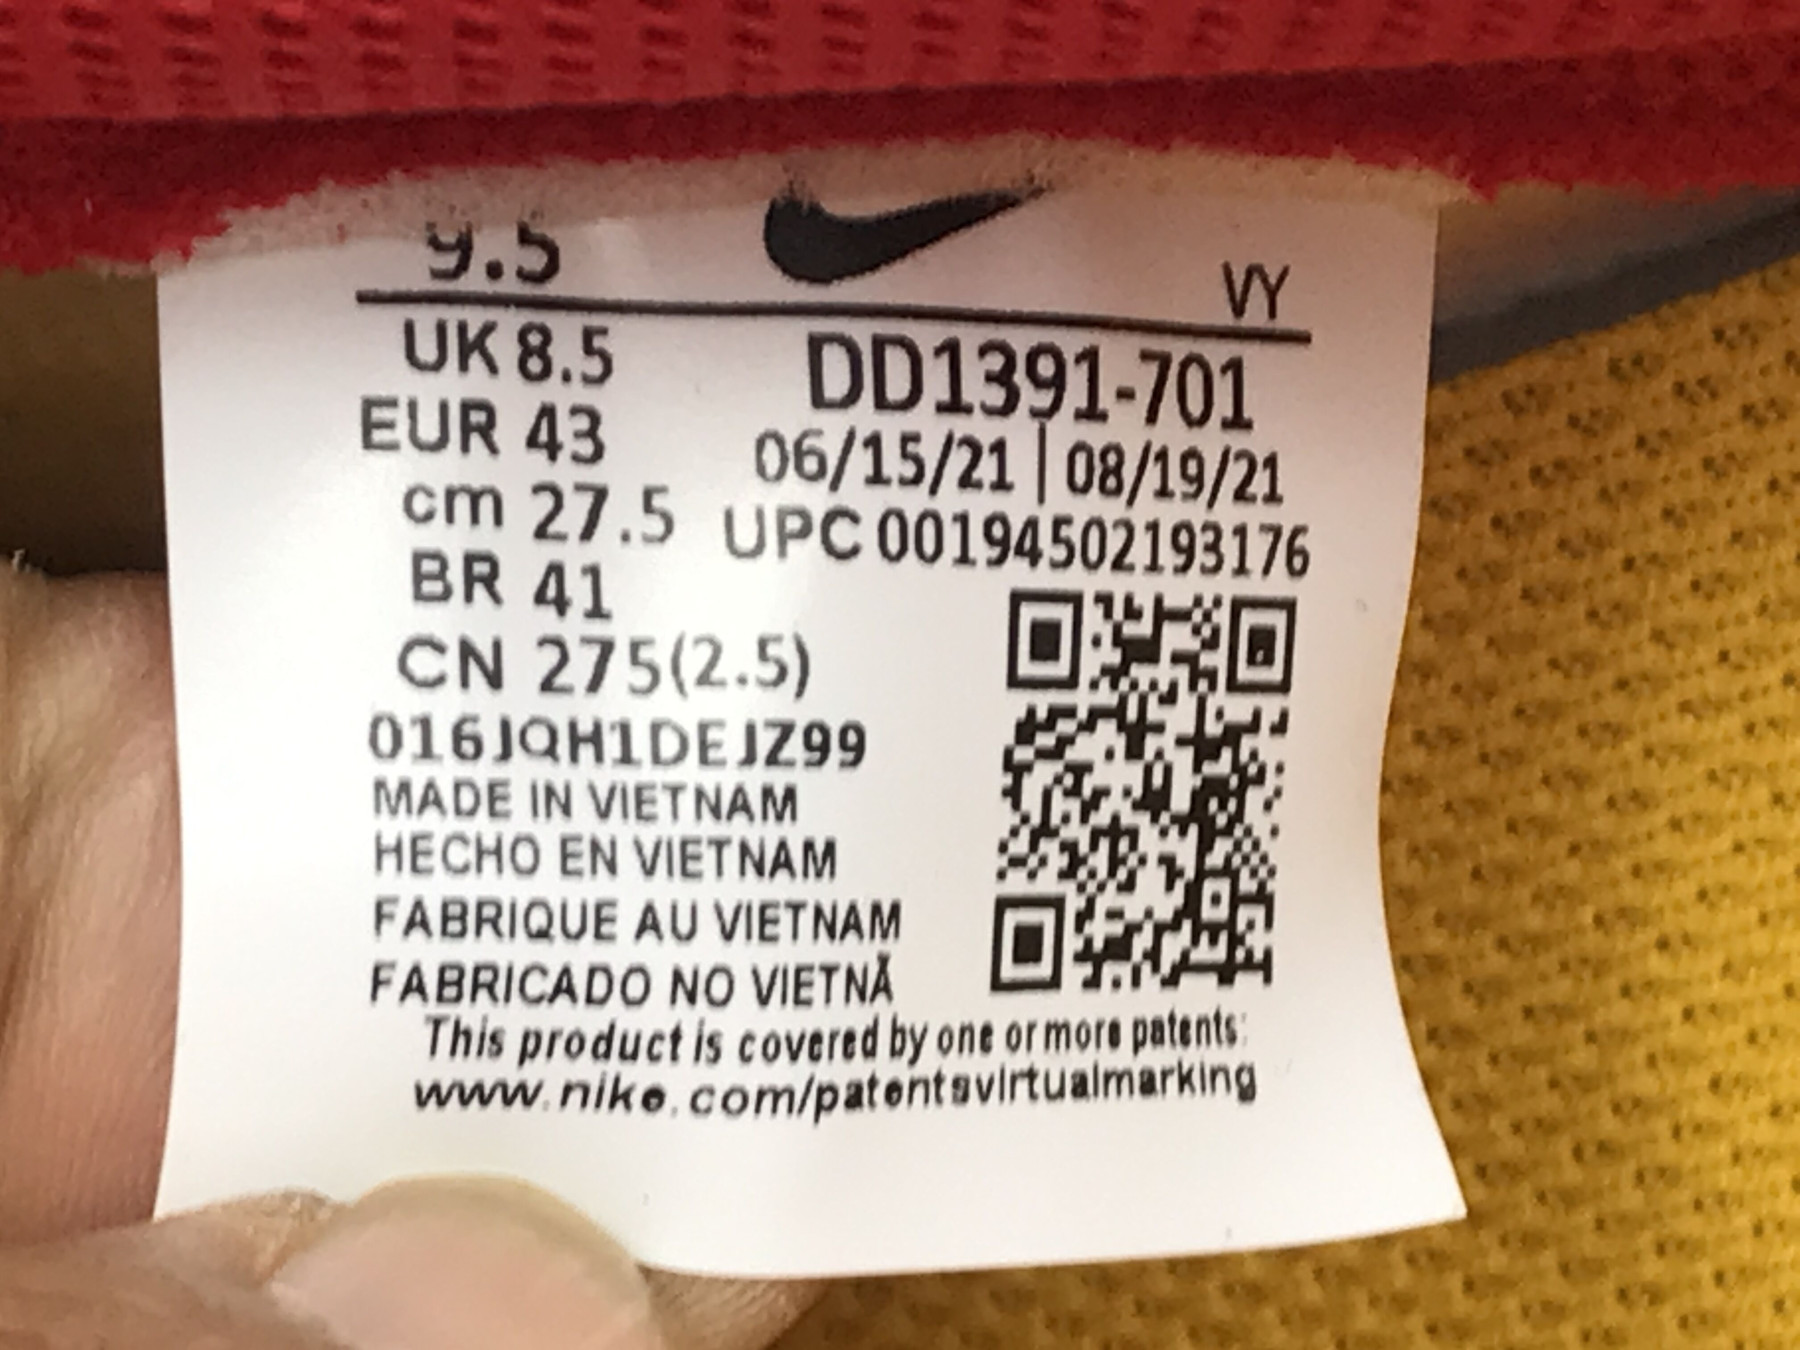 9.5
VY
UK 8.5
DD1391-701
EUR 43
06/15/21 | 08/19/21
cm 27.5
UPC 00194502193176
BR 41
CN 275(2.5)
016JQH1DEJZ99
MADE IN VIETNAM
HECHO EN VIETNAM
FABRIQUE AU VIETNAM
FABRICADO NO VIETNÃ
This product is covered by one or more patents:
www.nike.com/patentsvirtualmarking